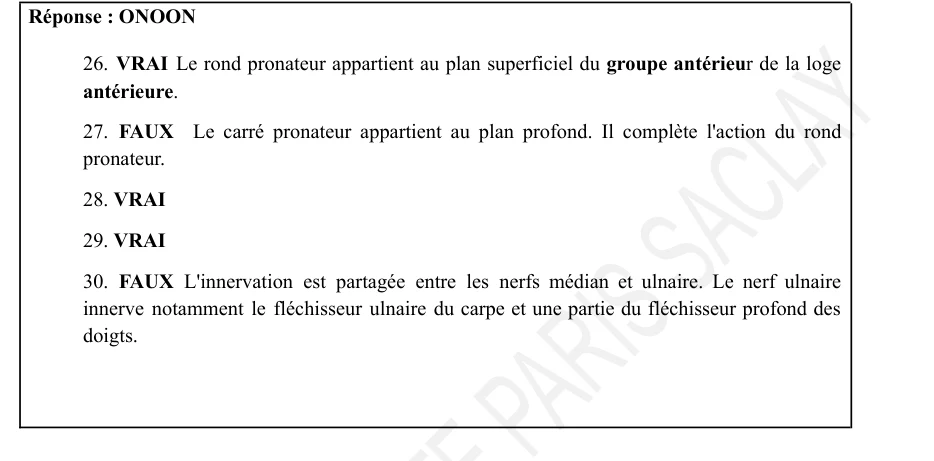 Réponse : ONOON
26. VRAI Le rond pronateur appartient au plan superficiel du groupe antérieur de la loge
antérieure.
27. FAUX Le carré pronateur appartient au plan profond. Il complète l'action du rond
pronateur.
28. VRAI
29. VRAI
30. FAUX L'innervation est partagée entre les nerfs médian et ulnaire. Le nerf ulnaire
innerve notamment le fléchisseur ulnaire du carpe et une partie du fléchisseur profond des
doigts.
PARIS SACLAY